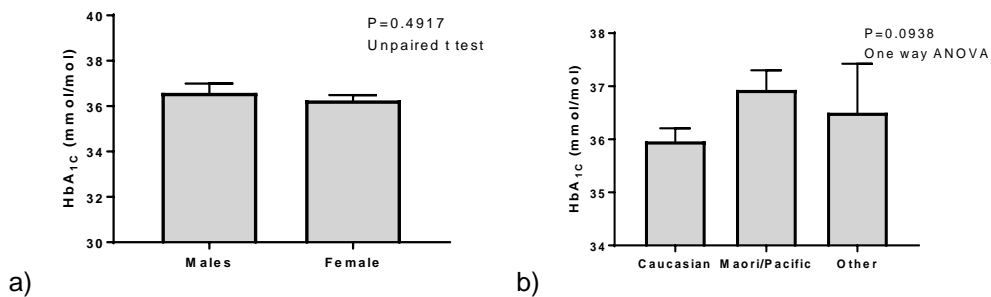 a)
P=0.4917
Unpaired t test
HbA1C (mmol/mol)
40
38
36
34
32
30
Males Female
b)
P=0.0938
One way ANOVA
HbA1C (mmol/mol)
38
37
36
35
34
Caucasian Maori/Pacific Other